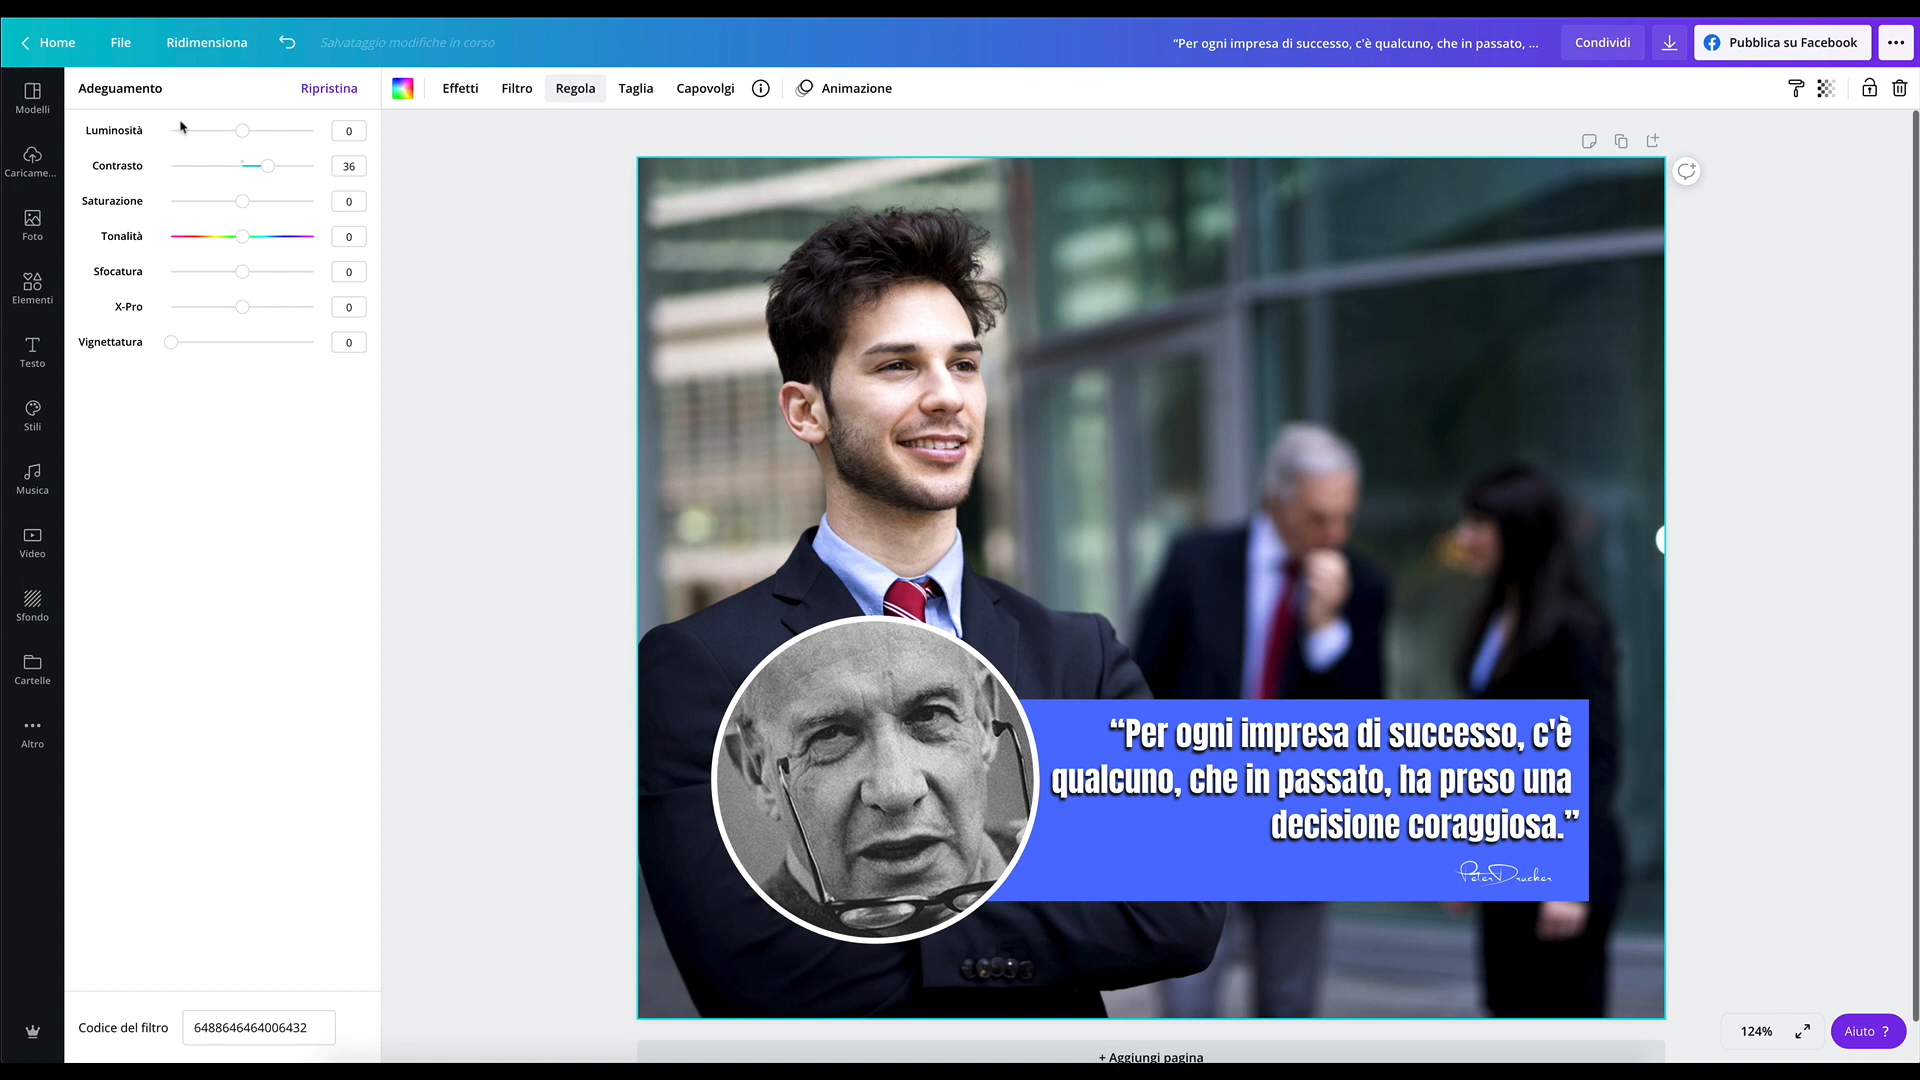 Home File Ridimensiona Salvataggio modifiche in corso “Per ogni impresa di successo, c'è qualcuno, che in passato, ... Condividi Pubblica su Facebook
Adeguamento Ripristina Effetti Filtro Regola Taglia Capovolgi Animazione
Modelli
Caricame...
Foto
Elementi
Testo
Stili
Musica
Video
Sfondo
Cartelle
Altro
Luminosità 0
Contrasto 36
Saturazione 0
Tonalità 0
Sfocatura 0
X-Pro 0
Vignettatura 0
“Per ogni impresa di successo, c'è
qualcuno, che in passato, ha preso una
decisione coraggiosa.”
Peter Drucker
Codice del filtro 6488646464006432
124% Aiuto ?
+ Aggiungi pagina